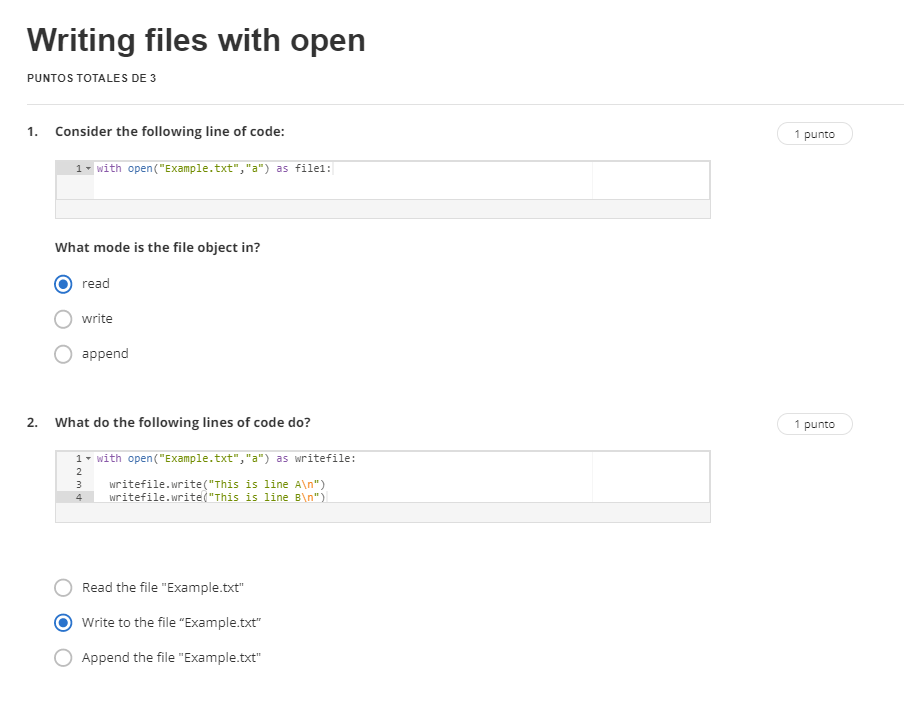 Writing files with open
PUNTOS TOTALES DE 3
1. Consider the following line of code:
1 punto
1 with open("Example.txt","a") as file1:
What mode is the file object in?
read
write
append
2. What do the following lines of code do?
1 punto
1 with open("Example.txt","a") as writefile:
2
3 writefile.write("This is line A\n")
4 writefile.write("This is line B\n")
Read the file "Example.txt"
Write to the file “Example.txt”
Append the file "Example.txt"